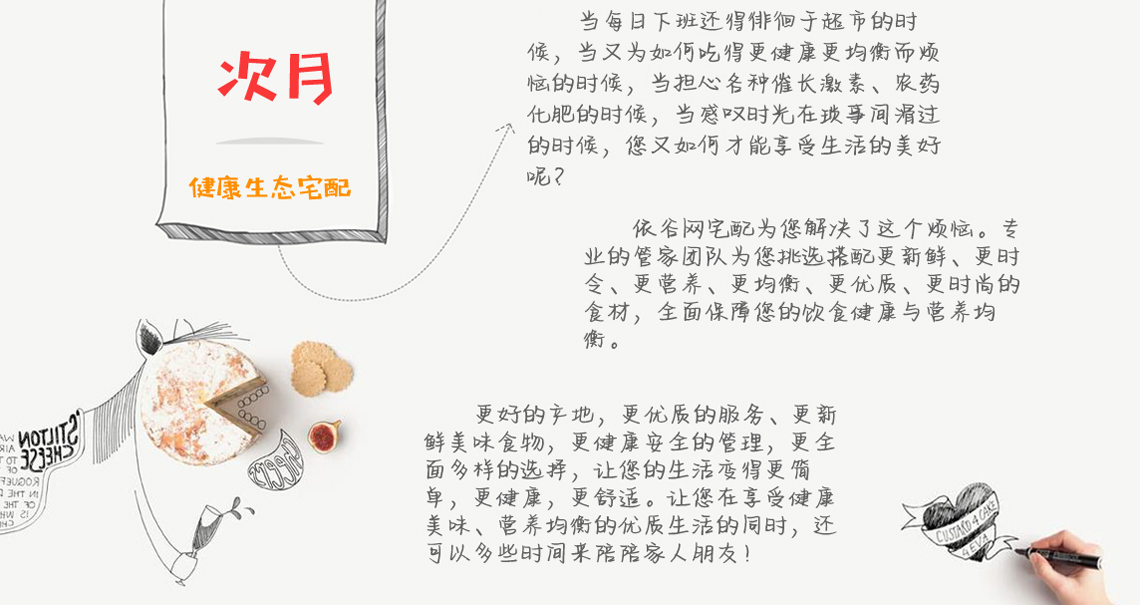 次月
健康生态宅配
当每日下班还得徘徊于超市的时
候，当又为如何吃得更健康更均衡而烦
恼的时候，当担心各种催长激素、农药
化肥的时候，当感叹时光在琐事间溜过
的时候，您又如何才能享受生活的美好
呢？
依谷网宅配为您解决了这个烦恼。专
业的管家团队为您挑选搭配更新鲜、更时
令、更营养、更均衡、更优质、更时尚的
食材，全面保障您的饮食健康与营养均
衡。
更好的产地，更优质的服务、更新
鲜美味食物，更健康安全的管理，更全
面多样的选择，让您的生活变得更简
单，更健康，更舒适。让您在享受健康
美味、营养均衡的优质生活的同时，还
可以多些时间来陪陪家人朋友！
STILTON
CHEESE
ROQUEF
IN THE
OF THE
IS WH
CHEERS
CUSTARD & CAKE
4EVA